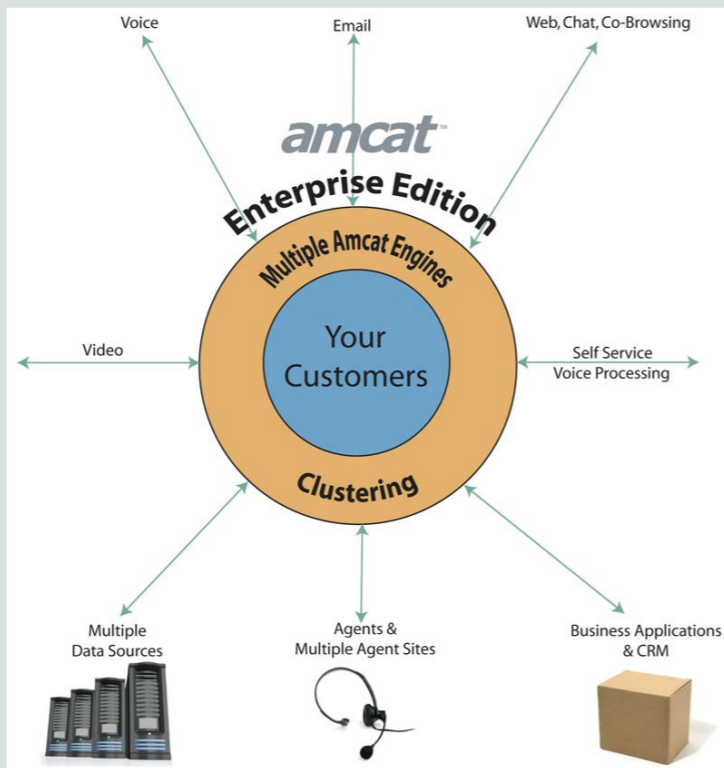 Voice
Email
Web, Chat, Co-Browsing
amcat™
Enterprise Edition
Multiple Amcat Engines
Your
Customers
Video
Self Service
Voice Processing
Clustering
Multiple
Data Sources
Agents &
Multiple Agent Sites
Business Applications
& CRM